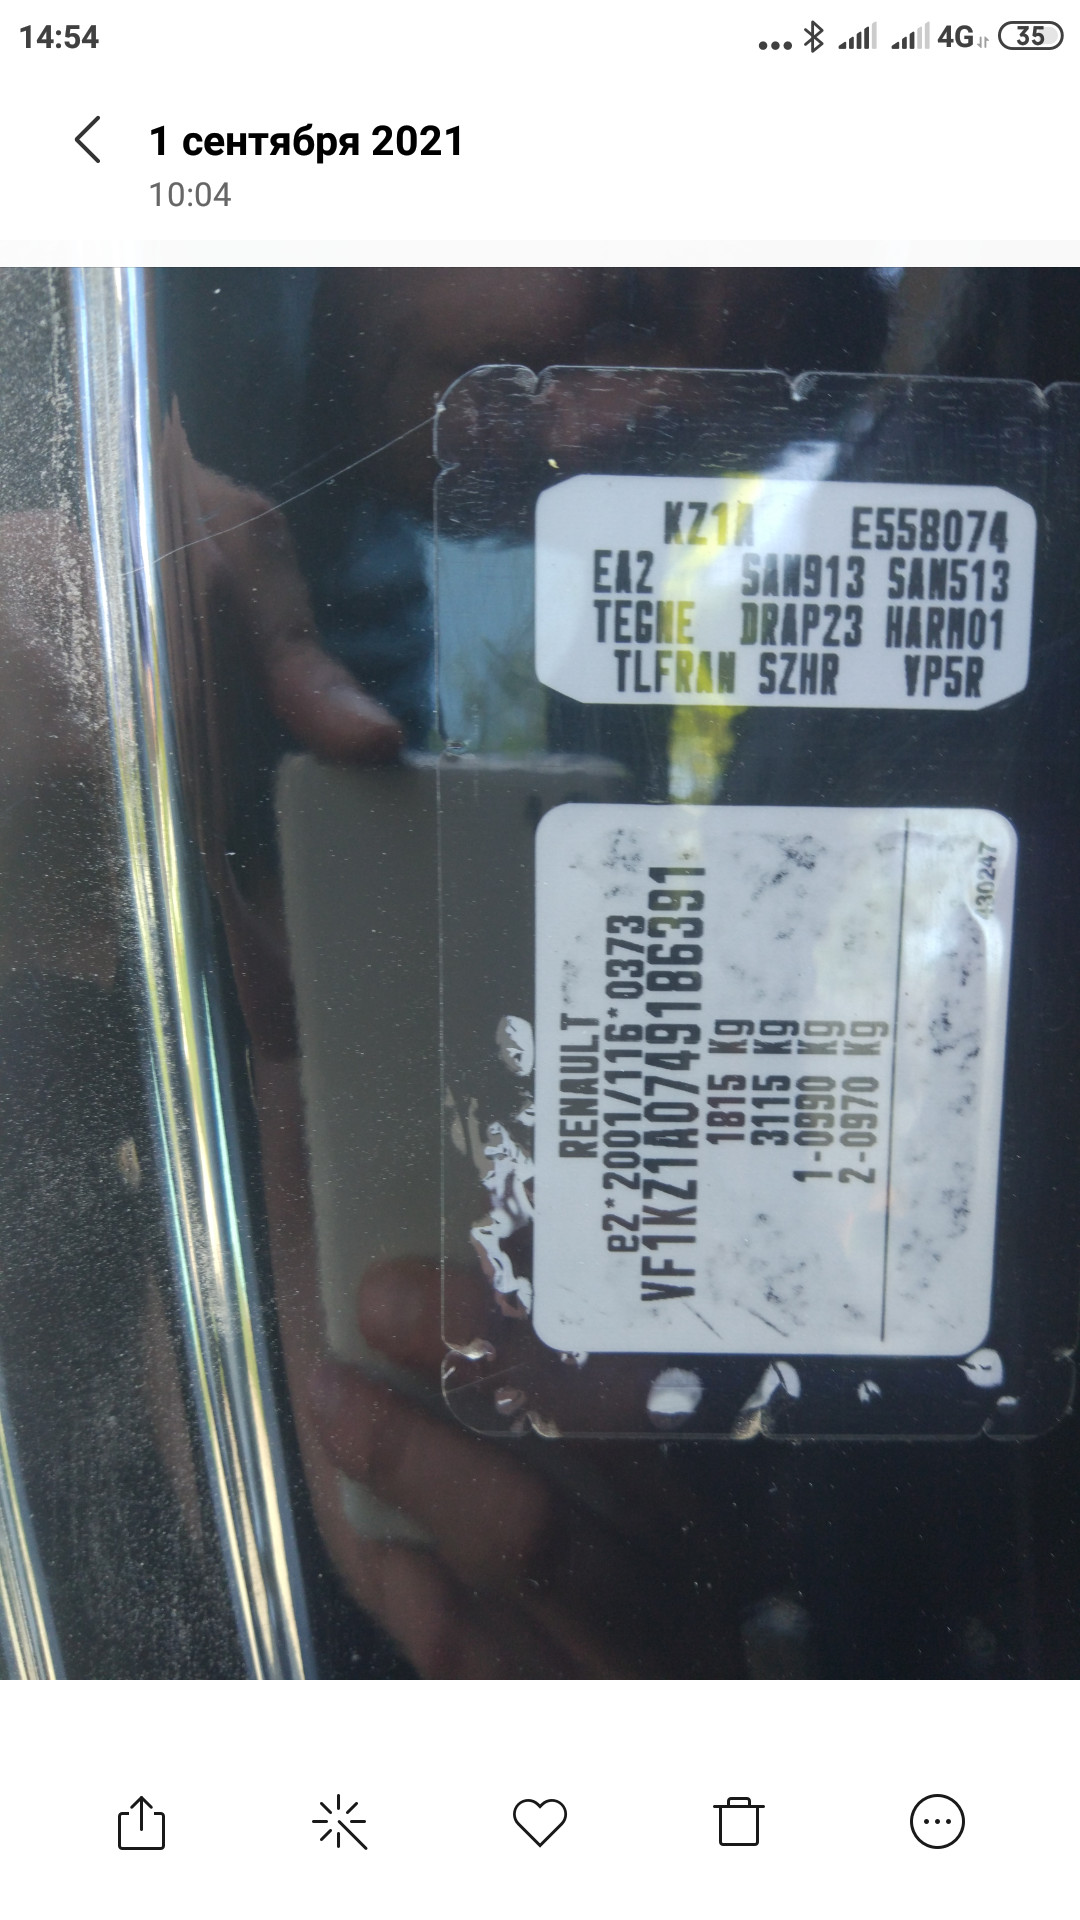 14:54
4G
35
1 сентября 2021
10:04
KZ1A E558074
EA2 SAN913 SAN513
TEGNE DRAP23 HARM01
TLFRAN SZHR VP5R
RENAULT
e2*2001/116*0373
VF1KZ1A0749186391
1815 kg
3115 kg
1-0990 kg
2-0970 kg